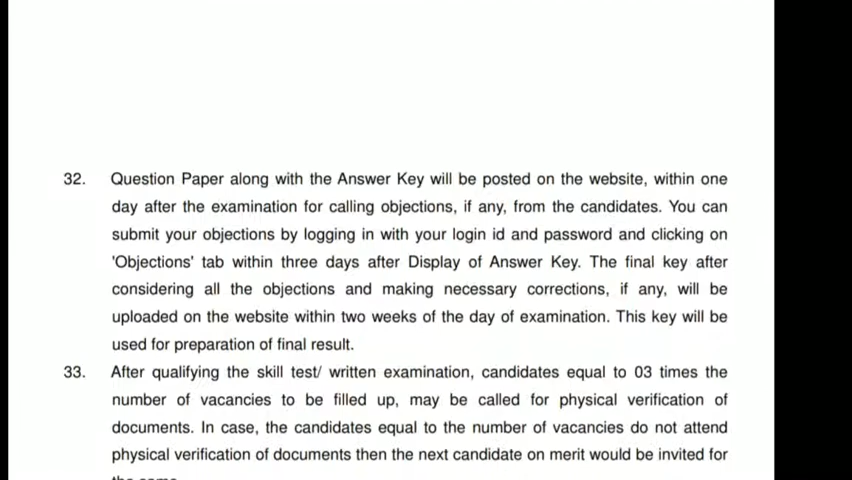 32. Question Paper along with the Answer Key will be posted on the website, within one
day after the examination for calling objections, if any, from the candidates. You can
submit your objections by logging in with your login id and password and clicking on
'Objections' tab within three days after Display of Answer Key. The final key after
considering all the objections and making necessary corrections, if any, will be
uploaded on the website within two weeks of the day of examination. This key will be
used for preparation of final result.
33. After qualifying the skill test/ written examination, candidates equal to 03 times the
number of vacancies to be filled up, may be called for physical verification of
documents. In case, the candidates equal to the number of vacancies do not attend
physical verification of documents then the next candidate on merit would be invited for